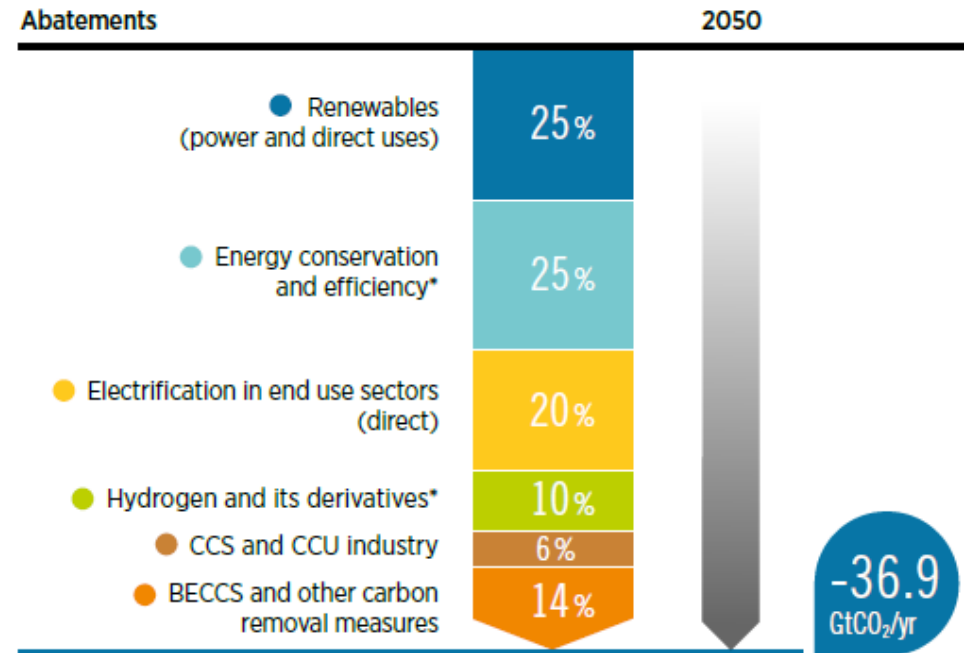 Abatements 2050
Renewables
(power and direct uses)
25%
Energy conservation
and efficiency*
25%
Electrification in end use sectors
(direct)
20%
Hydrogen and its derivatives*
10%
CCS and CCU industry
6%
BECCS and other carbon
removal measures
14%
-36.9
GtCO₂/yr